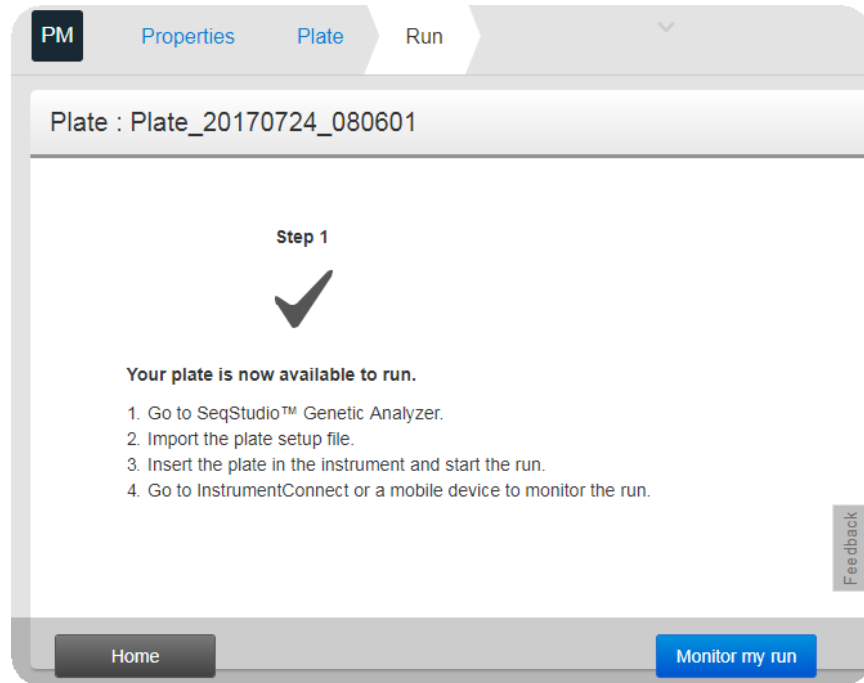 PM Properties Plate Run
Plate : Plate_20170724_080601
Step 1
Your plate is now available to run.
1. Go to SeqStudio™ Genetic Analyzer.
2. Import the plate setup file.
3. Insert the plate in the instrument and start the run.
4. Go to InstrumentConnect or a mobile device to monitor the run.
Feedback
Home Monitor my run